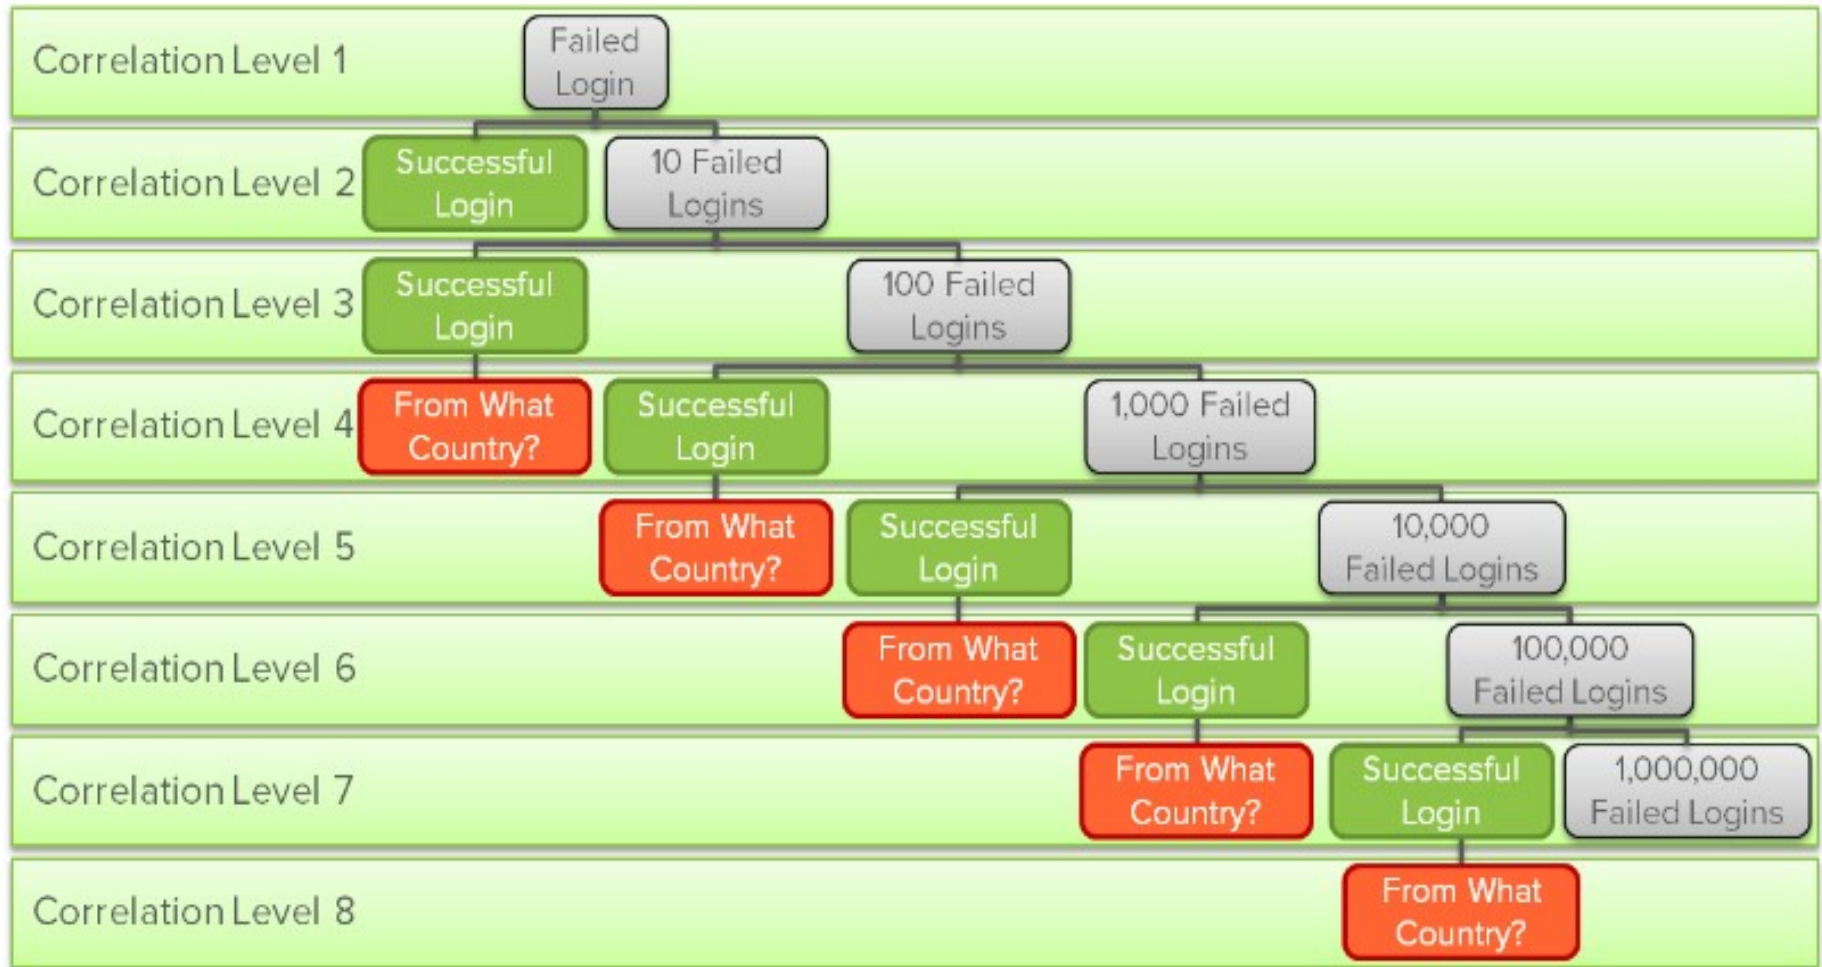 Correlation Level 1
Failed
Login
Correlation Level 2
Successful
Login
10 Failed
Logins
Correlation Level 3
Successful
Login
100 Failed
Logins
Correlation Level 4
From What
Country?
Successful
Login
1,000 Failed
Logins
Correlation Level 5
From What
Country?
Successful
Login
10,000
Failed Logins
Correlation Level 6
From What
Country?
Successful
Login
100,000
Failed Logins
Correlation Level 7
From What
Country?
Successful
Login
1,000,000
Failed Logins
Correlation Level 8
From What
Country?